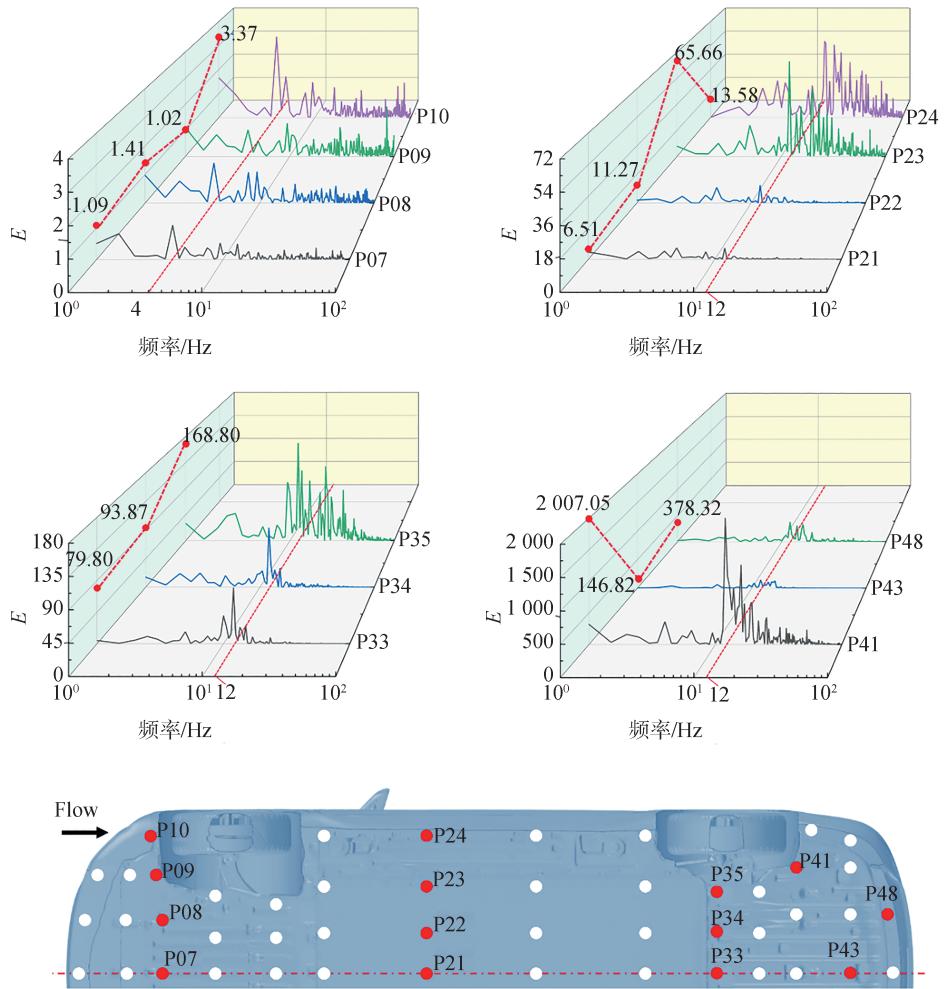 3.37
1.02
1.41
1.09
P10
P09
P08
P07
4
3
2
1
0
E
10⁰
4
10¹
10²
频率/Hz
65.66
13.58
11.27
6.51
P24
P23
P22
P21
72
54
36
18
0
E
10⁰
10¹
12
10²
频率/Hz
168.80
93.87
79.80
P35
P34
P33
180
135
90
45
0
E
10⁰
10¹
12
10²
频率/Hz
2 007.05
378.32
146.82
P48
P43
P41
2 000
1 500
1 000
500
0
E
10⁰
10¹
12
10²
频率/Hz
Flow
P10
P24
P09
P41
P23
P35
P48
P08
P22
P34
P07
P21
P33
P43